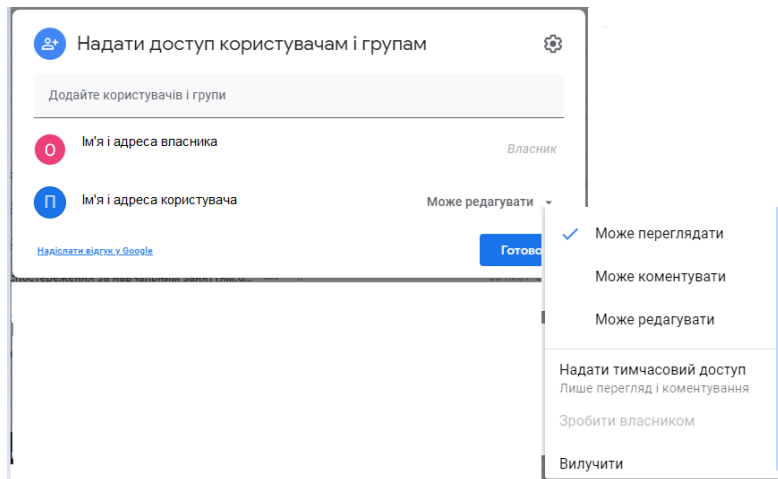 Надати доступ користувачам і групам
Додайте користувачів і групи
О
Ім'я і адреса власника
Власник
П
Ім'я і адреса користувача
Може редагувати
Надіслати відгук у Google
Готово
Може переглядати
Може коментувати
Може редагувати
Надати тимчасовий доступ
Лише перегляд і коментування
Зробити власником
Вилучити